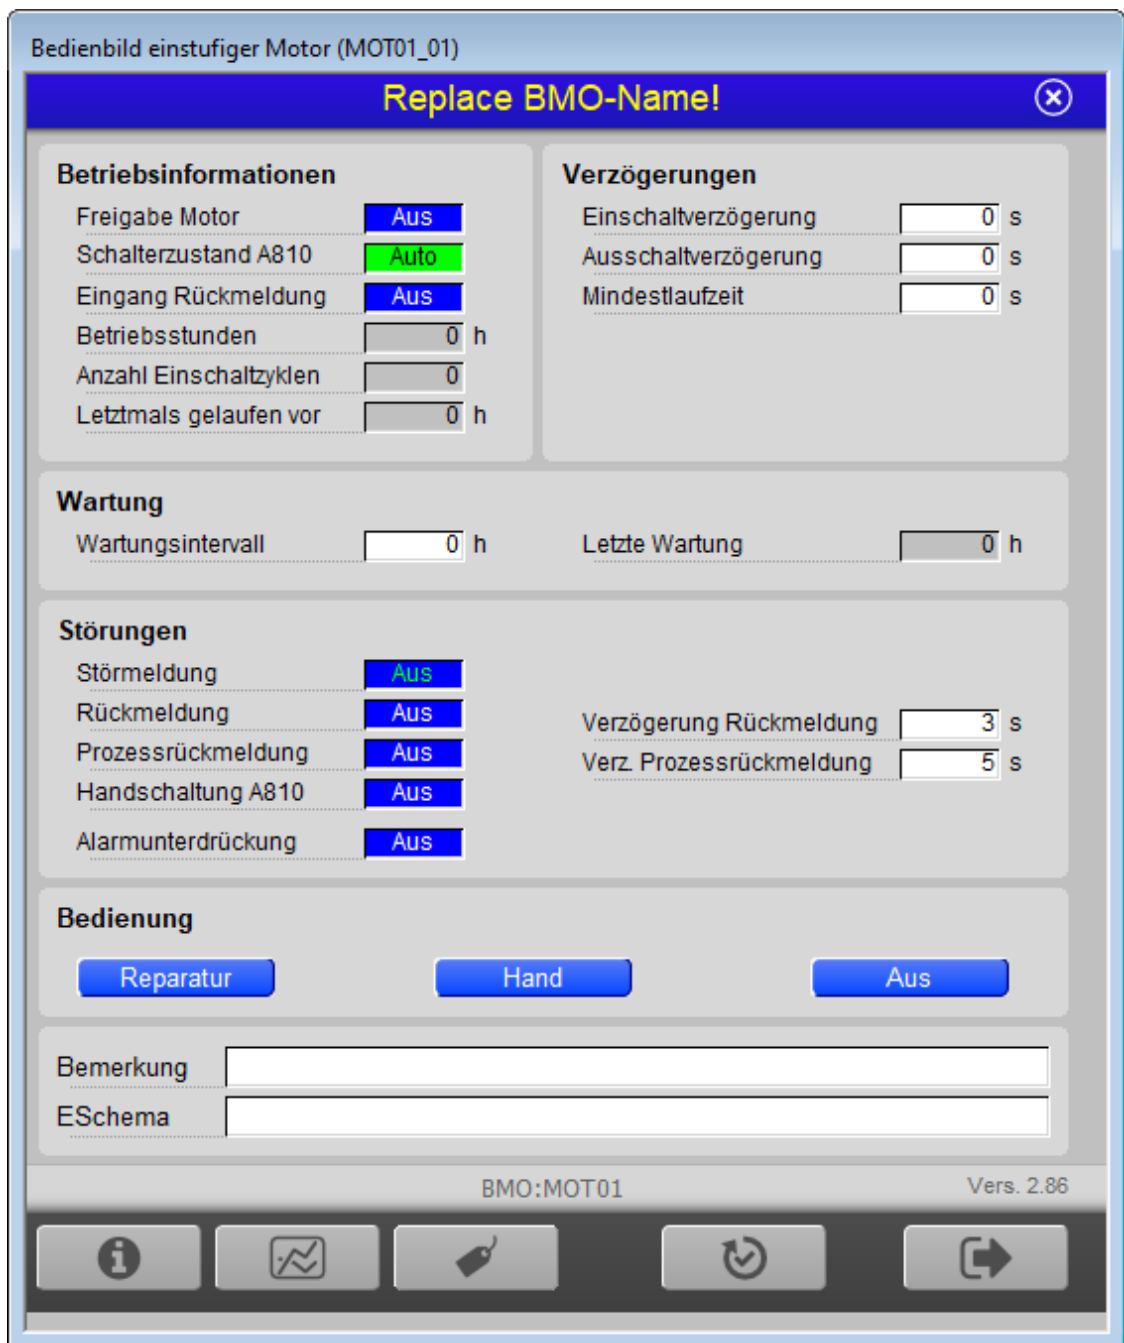 Bedienbild einstufiger Motor (MOT01_01)
Replace BMO-Name!
Betriebsinformationen
Freigabe Motor Aus
Schalterzustand A810 Auto
Eingang Rückmeldung Aus
Betriebsstunden 0 h
Anzahl Einschaltzyklen 0
Letztmals gelaufen vor 0 h
Verzögerungen
Einschaltverzögerung 0 s
Ausschaltverzögerung 0 s
Mindestlaufzeit 0 s
Wartung
Wartungsintervall 0 h
Letzte Wartung 0 h
Störungen
Störmeldung Aus
Rückmeldung Aus
Prozessrückmeldung Aus
Handschaltung A810 Aus
Alarmunterdrückung Aus
Verzögerung Rückmeldung 3 s
Verz. Prozessrückmeldung 5 s
Bedienung
Reparatur Hand Aus
Bemerkung
ESchema
BMO:MOT01 Vers. 2.86